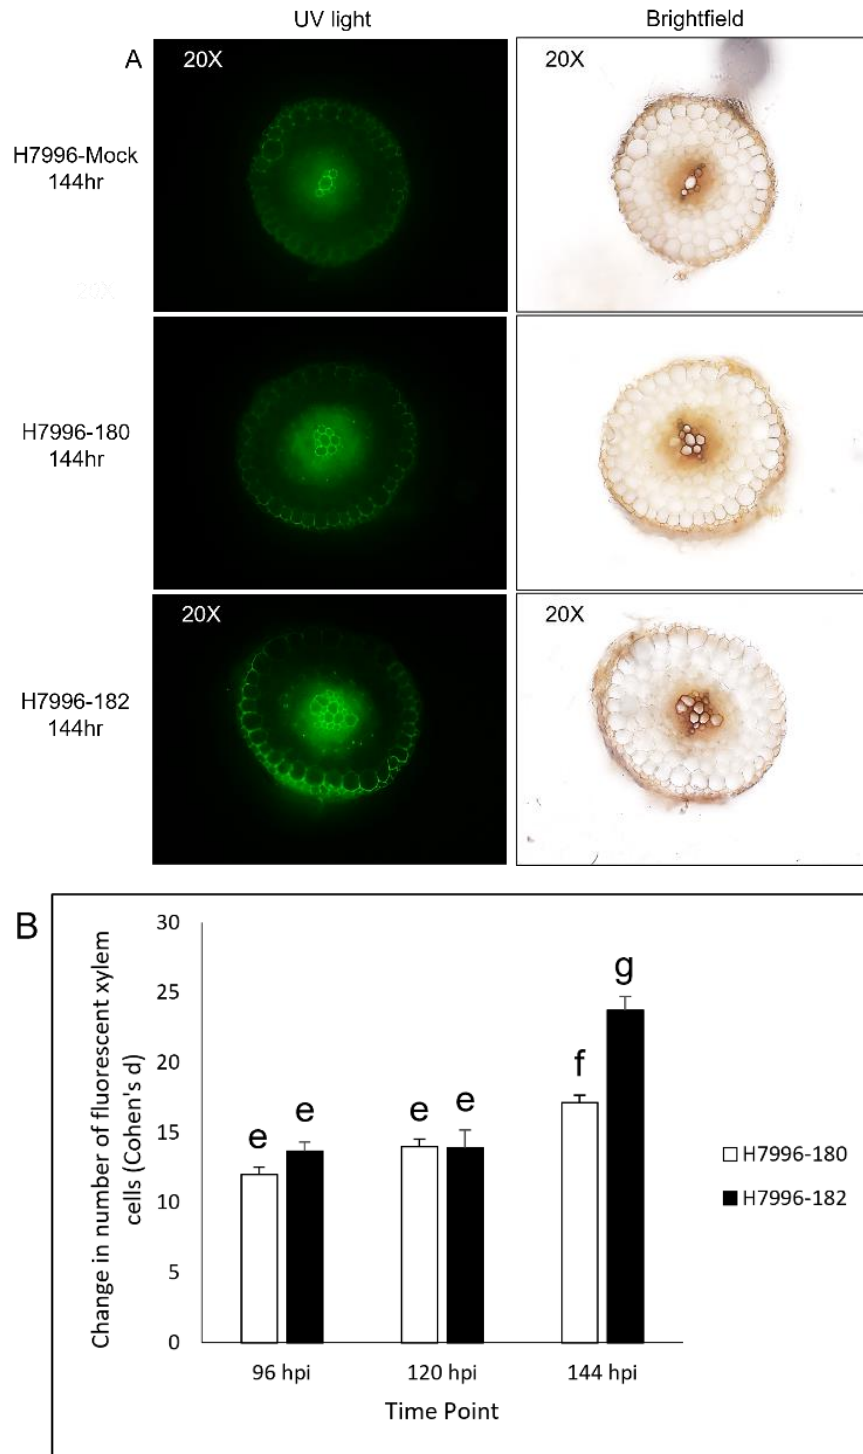 UV light
Brightfield
A
20X
20X
H7996-Mock
144hr
20X
H7996-180
144hr
20X
20X
H7996-182
144hr
B
30
25
20
15
10
5
0
Change in number of fluorescent xylem
cells (Cohen's d)
e
e
e
e
f
g
96 hpi
120 hpi
144 hpi
Time Point
H7996-180
H7996-182